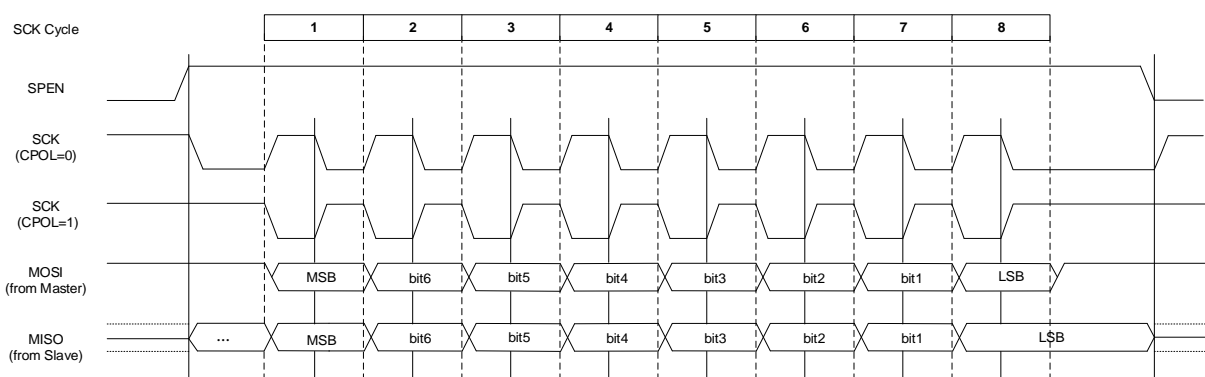 SCK Cycle 1 2 3 4 5 6 7 8
SPEN
SCK
(CPOL=0)
SCK
(CPOL=1)
MOSI
(from Master)
MSB bit6 bit5 bit4 bit3 bit2 bit1 LSB
MISO
(from Slave)
... MSB bit6 bit5 bit4 bit3 bit2 bit1 LSB